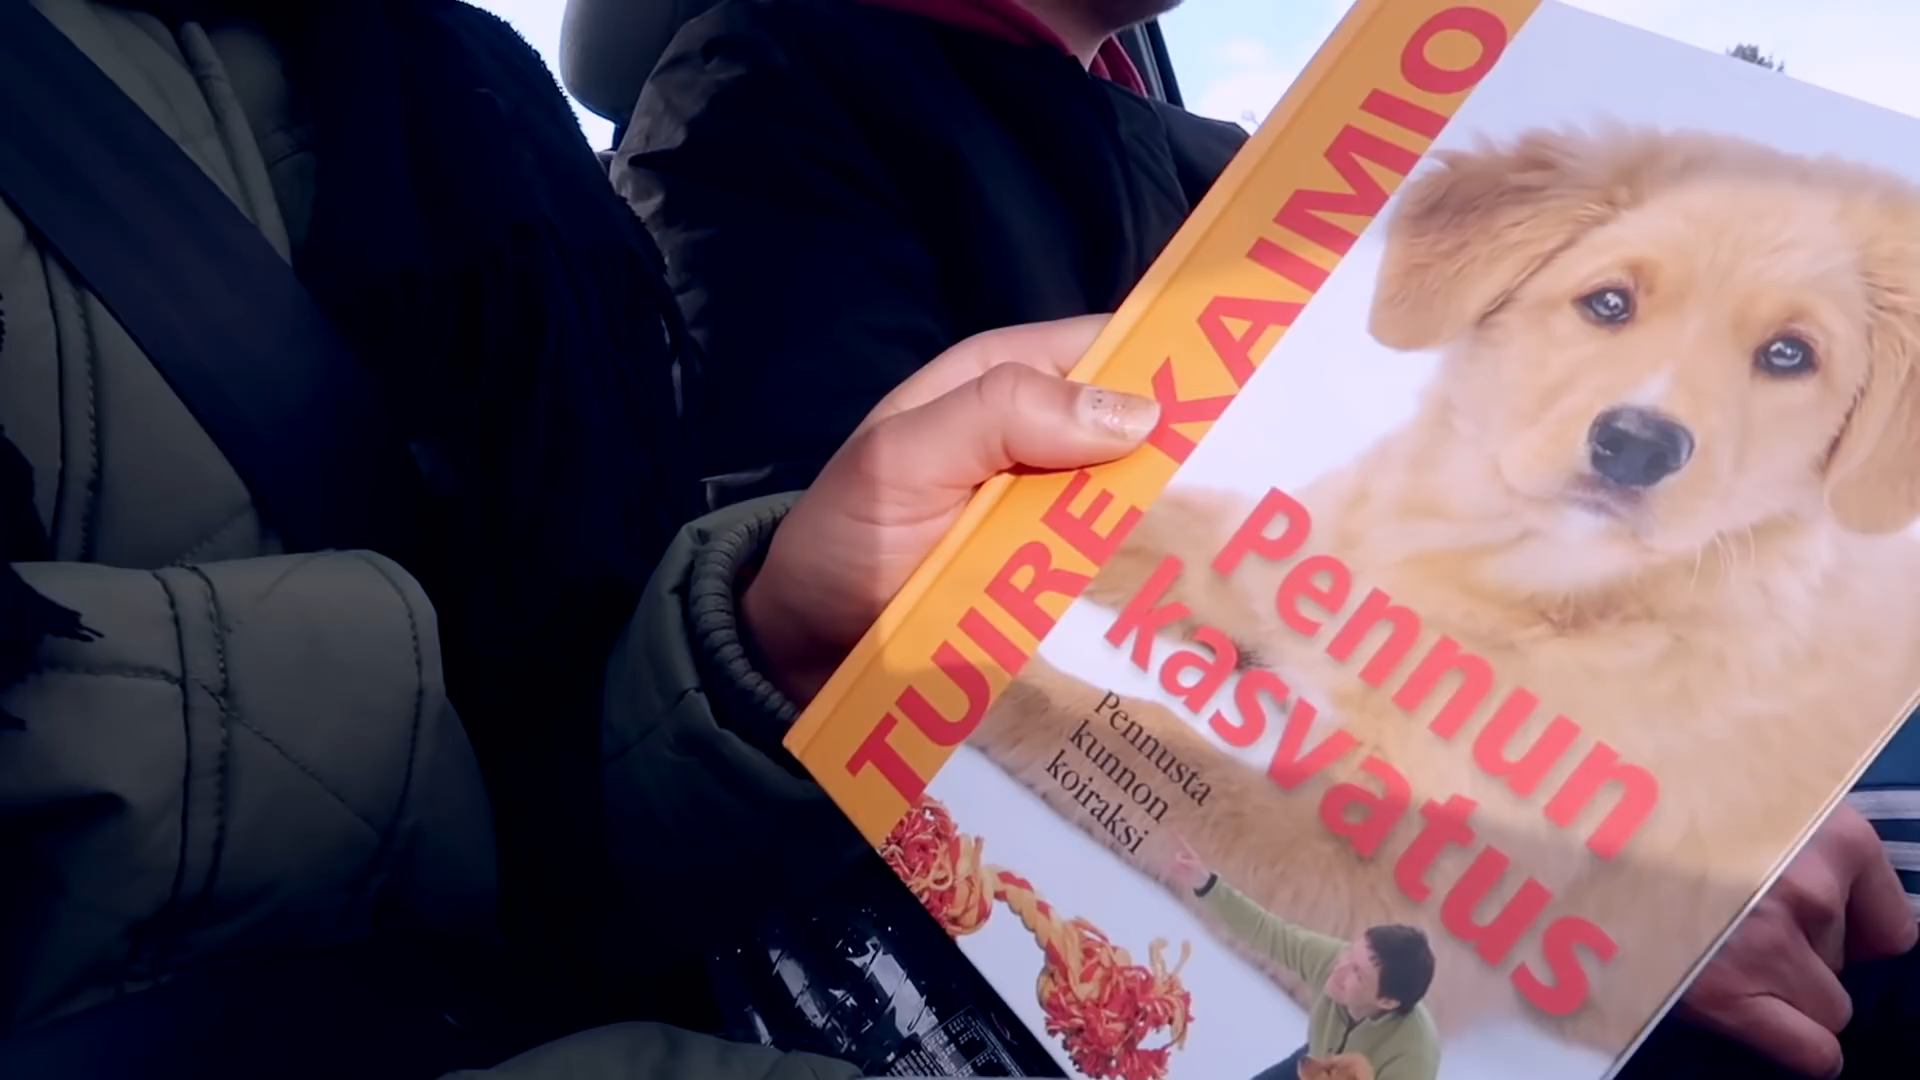 TUIRE KAIMIO
Pennun
kasvatus
Pennusta
kunnon
koiraksi